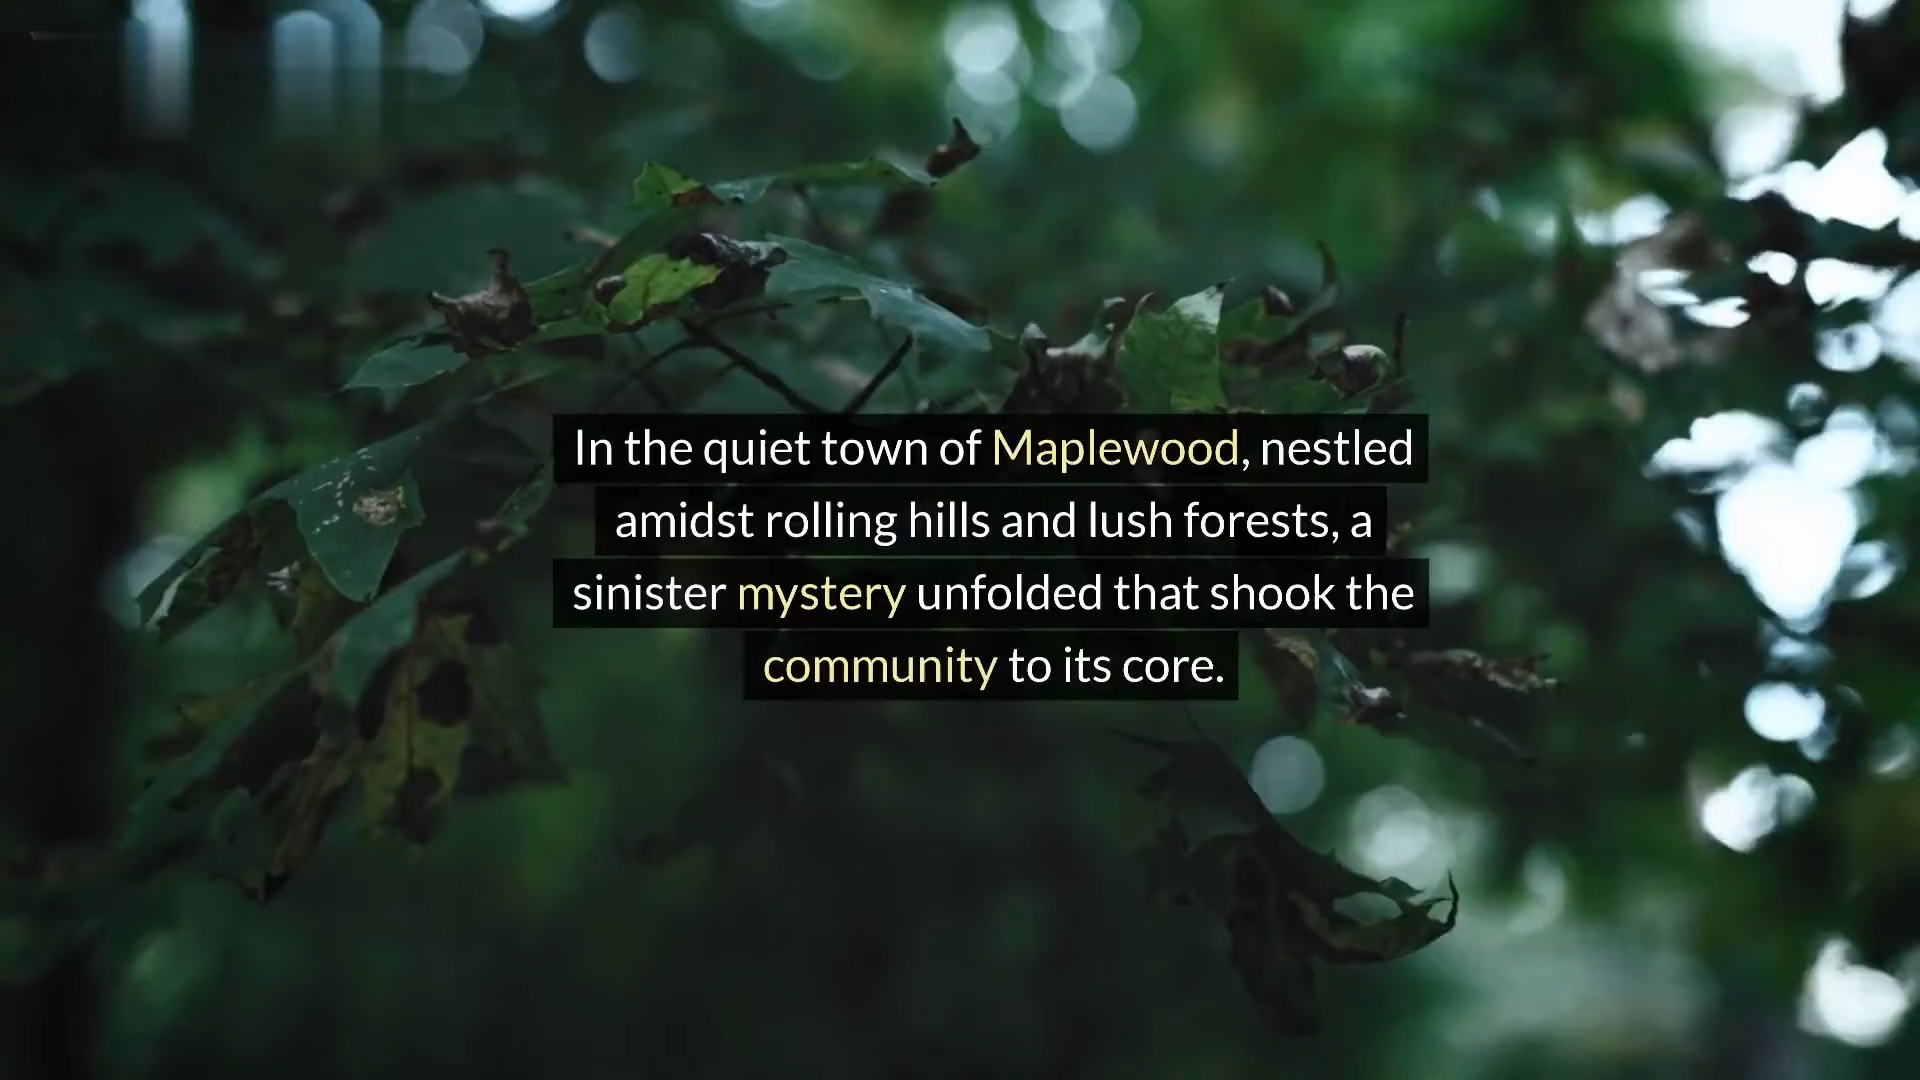 In the quiet town of Maplewood, nestled
amidst rolling hills and lush forests, a
sinister mystery unfolded that shook the
community to its core.